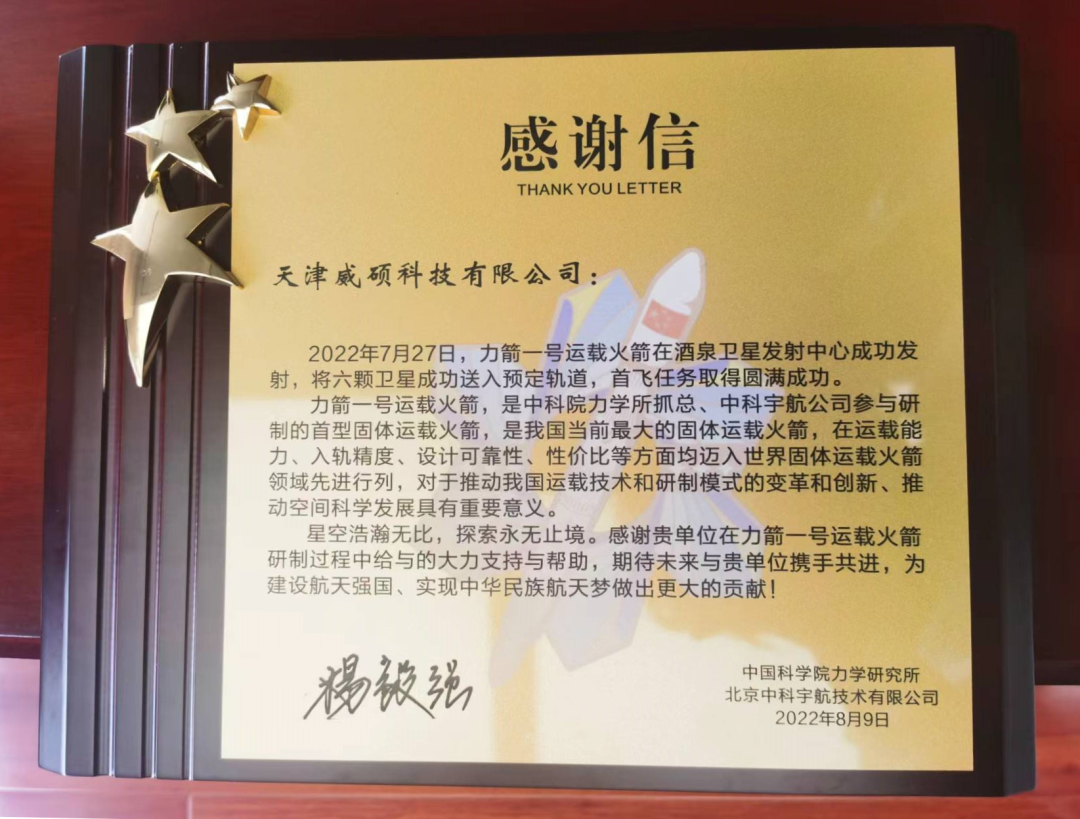 感谢信
THANK YOU LETTER
天津威硕科技有限公司：
2022年7月27日，力箭一号运载火箭在酒泉卫星发射中心成功发
射，将六颗卫星成功送入预定轨道，首飞任务取得圆满成功。
力箭一号运载火箭，是中科院力学所抓总、中科宇航公司参与研
制的首型固体运载火箭，是我国当前最大的固体运载火箭，在运载能
力、入轨精度、设计可靠性、性价比等方面均迈入世界固体运载火箭
领域先进行列，对于推动我国运载技术和研制模式的变革和创新、推
动空间科学发展具有重要意义。
星空浩瀚无比，探索永无止境。感谢贵单位在力箭一号运载火箭
研制过程中给与的大力支持与帮助，期待未来与贵单位携手共进，为
建设航天强国、实现中华民族航天梦做出更大的贡献！
杨毅强
中国科学院力学研究所
北京中科宇航技术有限公司
2022年8月9日